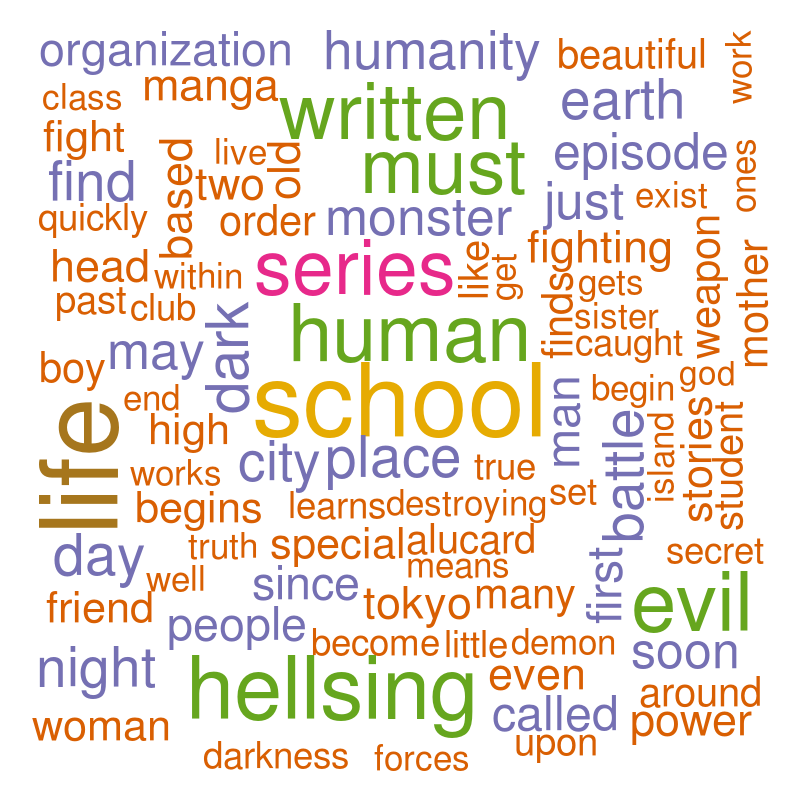 organization
humanity
beautiful
work
class
manga
written
earth
fight
live
old
must
episode
ones
find
based
two
just
exist
quickly
order
monster
fighting
weapon
mother
head
within
series
like
get
finds
gets
past
club
sister
boy
may
dark
human
caught
end
school
man
begin
god
life
high
city
place
true
battle
island
stories
student
works
begins
learns
destroying
set
day
truth
special
alucard
means
first
secret
well
since
tokyo
many
evil
friend
people
become
little
demon
soon
night
hellsing
even
around
woman
called
power
darkness
forces
upon